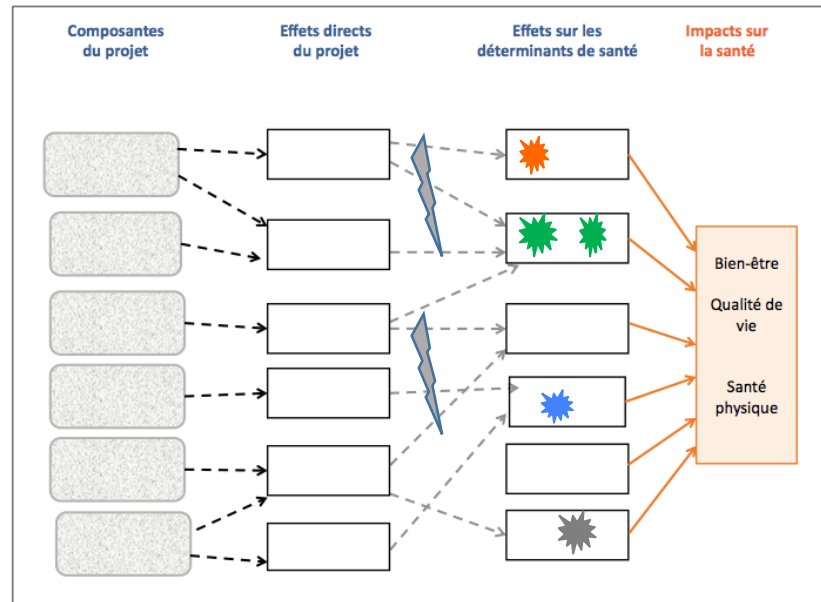 Composantes
du projet
Effets directs
du projet
Effets sur les
déterminants de santé
Impacts sur
la santé
Bien-être
Qualité de
vie
Santé
physique